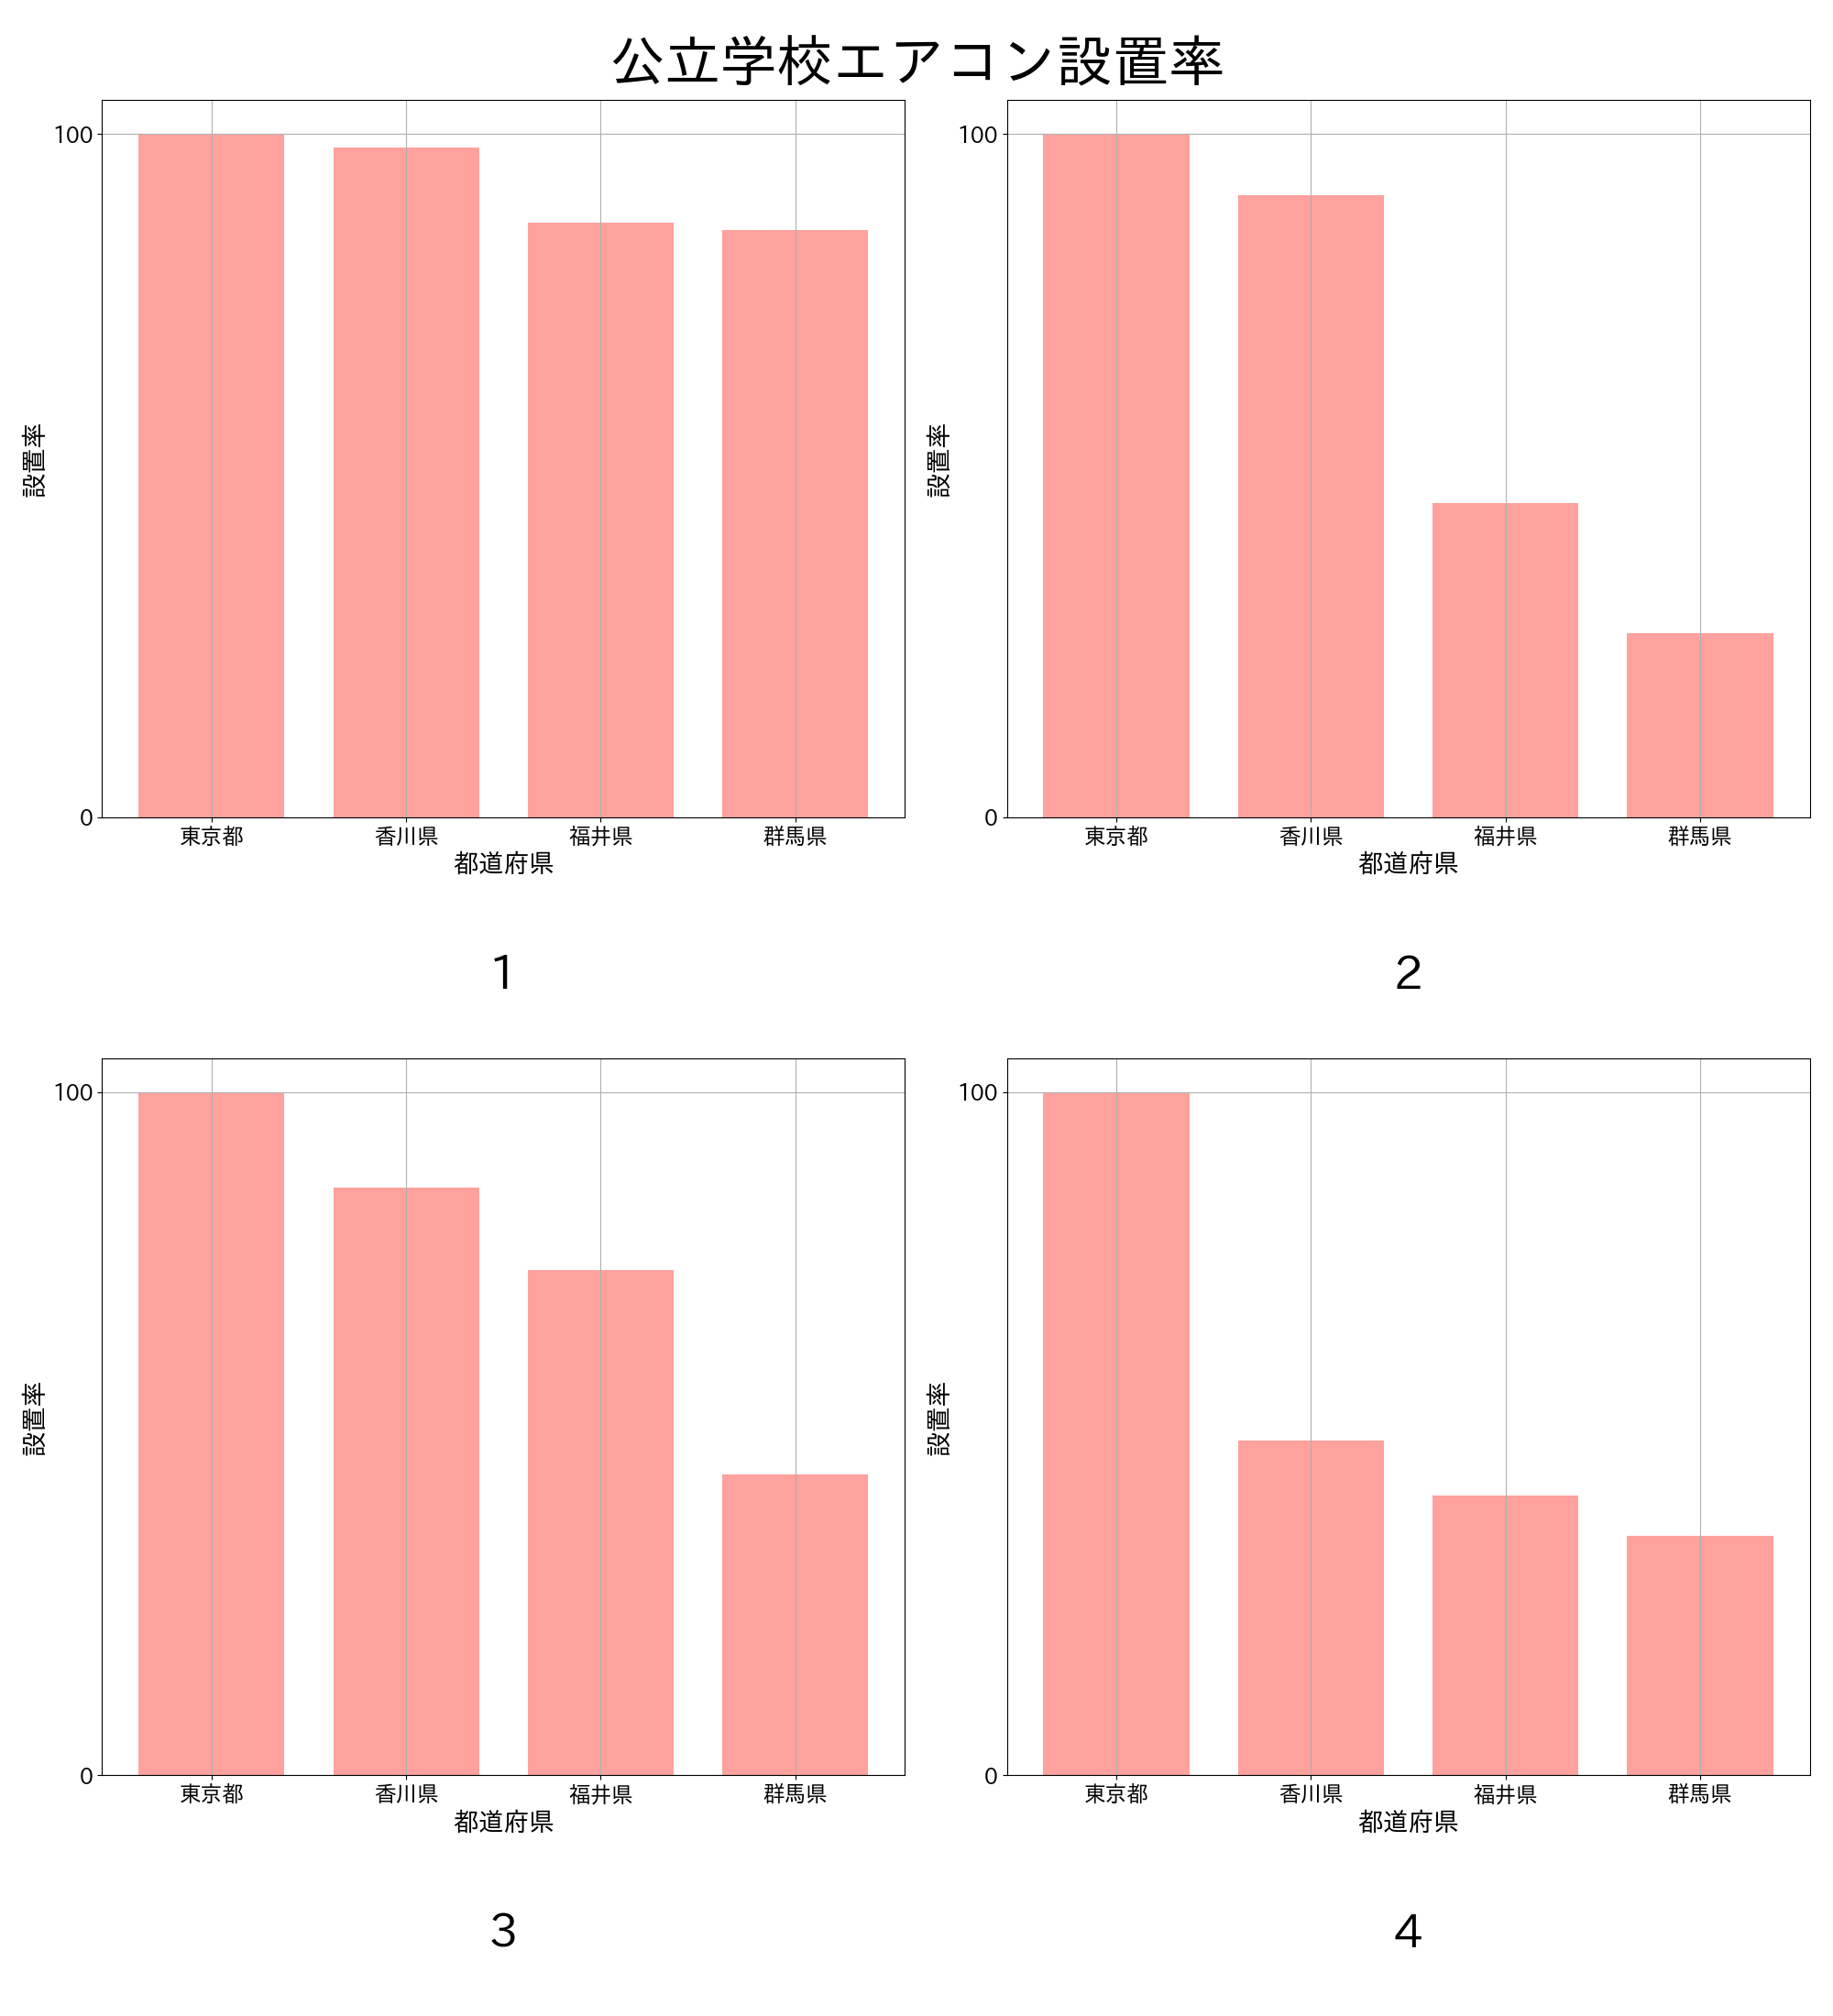 公立学校エアコン設置率
100
0
設置率
東京都 香川県 福井県 群馬県
都道府県
1
100
0
設置率
東京都 香川県 福井県 群馬県
都道府県
2
100
0
設置率
東京都 香川県 福井県 群馬県
都道府県
3
100
0
設置率
東京都 香川県 福井県 群馬県
都道府県
4